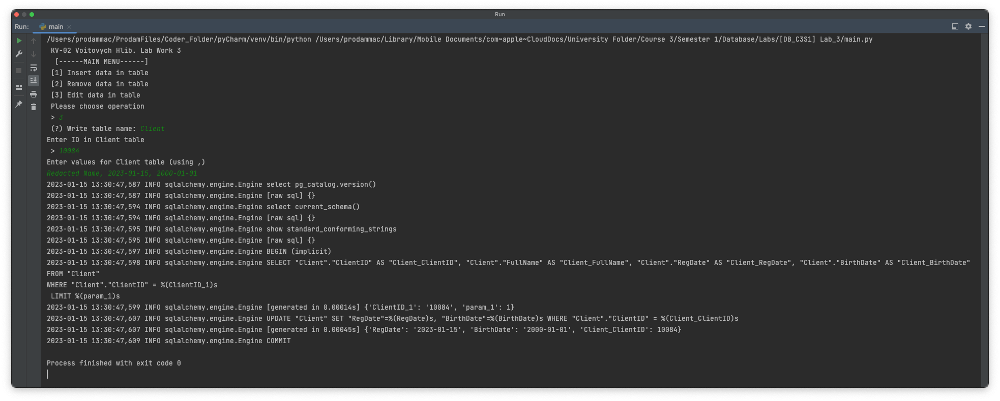 Run
Run: main
/Users/prodammac/ProdamFiles/Coder_Folder/pyCharm/venv/bin/python /Users/prodammac/Library/Mobile Documents/com~apple~CloudDocs/University Folder/Course 3/Semester 1/Database/Labs/[DB_C3S1] Lab_3/main.py
KV-02 Voitovych Hlib. Lab Work 3
[------MAIN MENU------]
[1] Insert data in table
[2] Remove data in table
[3] Edit data in table
Please choose operation
> 3
(?) Write table name: Client
Enter ID in Client table
> 10084
Enter values for Client table (using ,)
Redacted Name, 2023-01-15, 2000-01-01
2023-01-15 13:30:47,587 INFO sqlalchemy.engine.Engine select pg_catalog.version()
2023-01-15 13:30:47,587 INFO sqlalchemy.engine.Engine [raw sql] {}
2023-01-15 13:30:47,594 INFO sqlalchemy.engine.Engine select current_schema()
2023-01-15 13:30:47,594 INFO sqlalchemy.engine.Engine [raw sql] {}
2023-01-15 13:30:47,595 INFO sqlalchemy.engine.Engine show standard_conforming_strings
2023-01-15 13:30:47,595 INFO sqlalchemy.engine.Engine [raw sql] {}
2023-01-15 13:30:47,597 INFO sqlalchemy.engine.Engine BEGIN (implicit)
2023-01-15 13:30:47,598 INFO sqlalchemy.engine.Engine SELECT "Client"."ClientID" AS "Client_ClientID", "Client"."FullName" AS "Client_FullName", "Client"."RegDate" AS "Client_RegDate", "Client"."BirthDate" AS "Client_BirthDate"
FROM "Client"
WHERE "Client"."ClientID" = %(ClientID_1)s
LIMIT %(param_1)s
2023-01-15 13:30:47,599 INFO sqlalchemy.engine.Engine [generated in 0.00014s] {'ClientID_1': '10084', 'param_1': 1}
2023-01-15 13:30:47,607 INFO sqlalchemy.engine.Engine UPDATE "Client" SET "RegDate"=%(RegDate)s, "BirthDate"=%(BirthDate)s WHERE "Client"."ClientID" = %(Client_ClientID)s
2023-01-15 13:30:47,607 INFO sqlalchemy.engine.Engine [generated in 0.00045s] {'RegDate': '2023-01-15', 'BirthDate': '2000-01-01', 'Client_ClientID': 10084}
2023-01-15 13:30:47,609 INFO sqlalchemy.engine.Engine COMMIT
Process finished with exit code 0